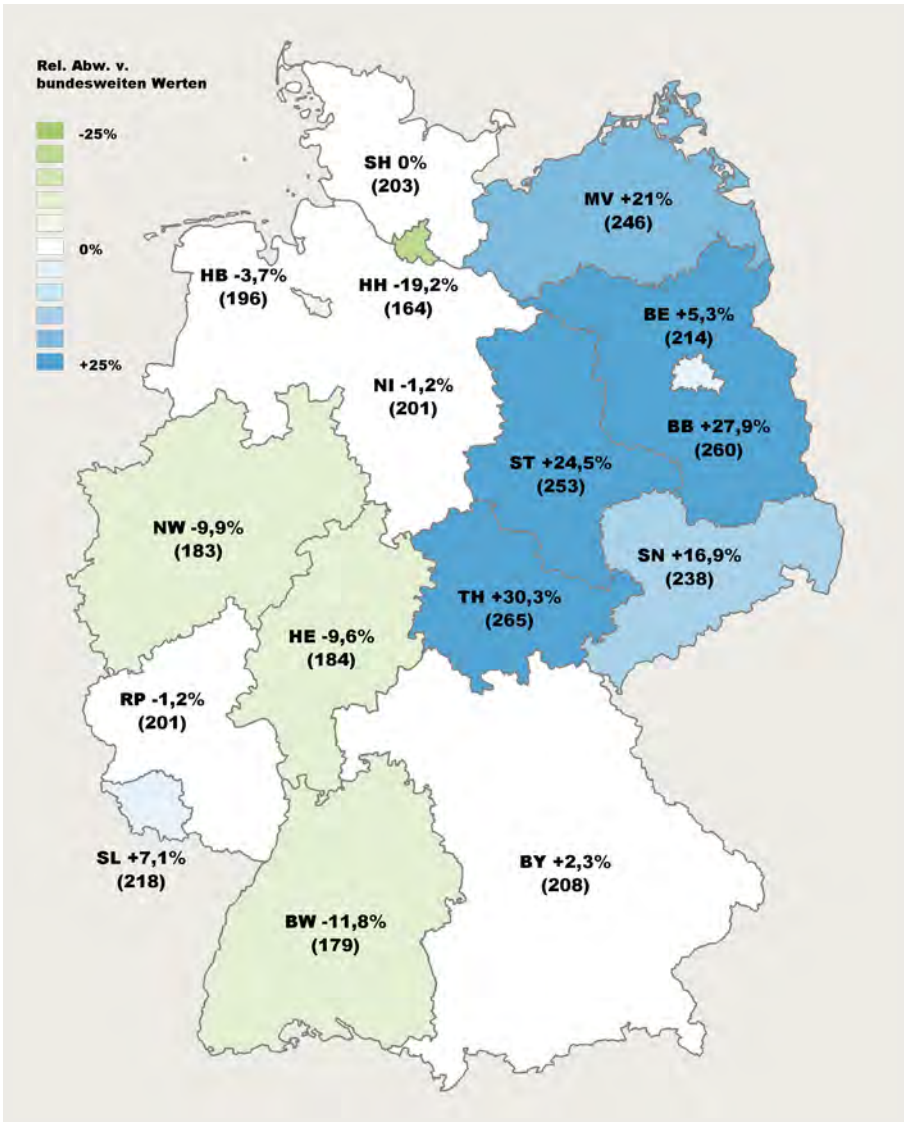 Rel. Abw. v.
bundesweiten Werten
-25%
0%
+25%
SH 0%
(203)
MV +21%
(246)
HB -3,7%
(196)
HH -19,2%
(164)
BE +5,3%
(214)
NI -1,2%
(201)
BB +27,9%
(260)
ST +24,5%
(253)
NW -9,9%
(183)
SN +16,9%
(238)
TH +30,3%
(265)
HE -9,6%
(184)
RP -1,2%
(201)
SL +7,1%
(218)
BY +2,3%
(208)
BW -11,8%
(179)